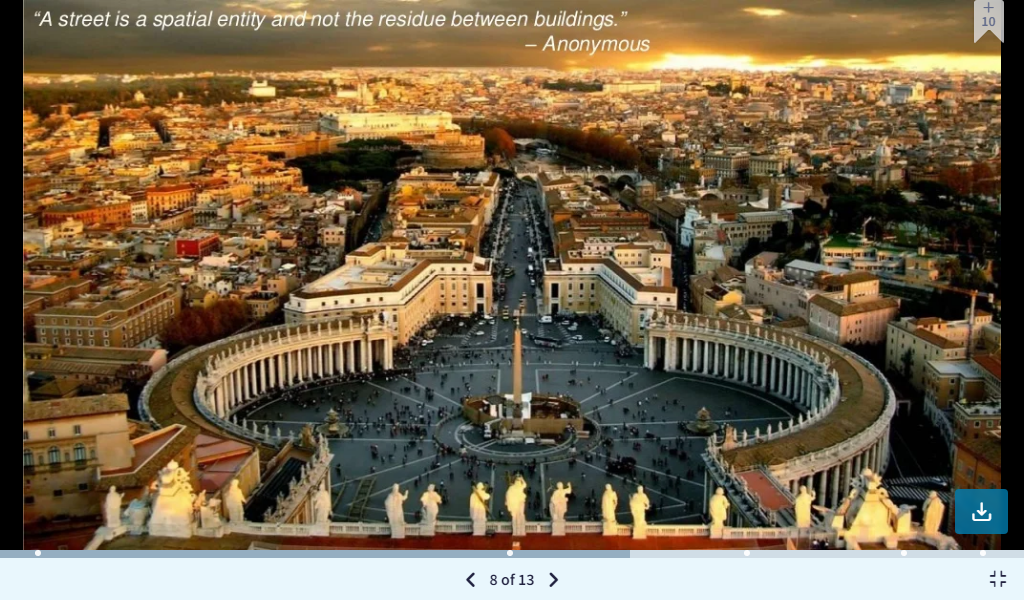 “A street is a spatial entity and not the residue between buildings.”
– Anonymous
10
8 of 13